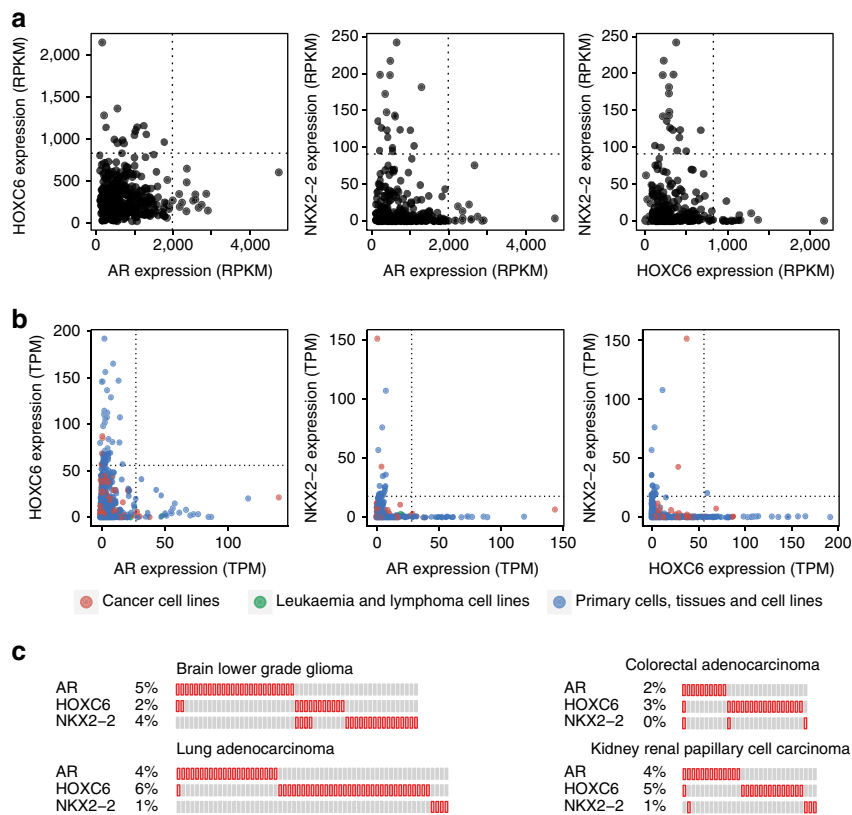 a
HOXC6 expression (RPKM)
2,000
1,500
1,000
500
0
0 2,000 4,000
AR expression (RPKM)
NKX2-2 expression (RPKM)
250
200
150
100
50
0
0 2,000 4,000
AR expression (RPKM)
NKX2-2 expression (RPKM)
250
200
150
100
50
0
0 1,000 2,000
HOXC6 expression (RPKM)
b
HOXC6 expression (TPM)
200
150
100
50
0
0 50 100
AR expression (TPM)
NKX2-2 expression (TPM)
150
100
50
0
0 50 100 150
AR expression (TPM)
NKX2-2 expression (TPM)
150
100
50
0
0 50 100 150 200
HOXC6 expression (TPM)
Cancer cell lines
Leukaemia and lymphoma cell lines
Primary cells, tissues and cell lines
c
Brain lower grade glioma
AR 5%
HOXC6 2%
NKX2-2 4%
Colorectal adenocarcinoma
AR 2%
HOXC6 3%
NKX2-2 0%
Lung adenocarcinoma
AR 4%
HOXC6 6%
NKX2-2 1%
Kidney renal papillary cell carcinoma
AR 4%
HOXC6 5%
NKX2-2 1%